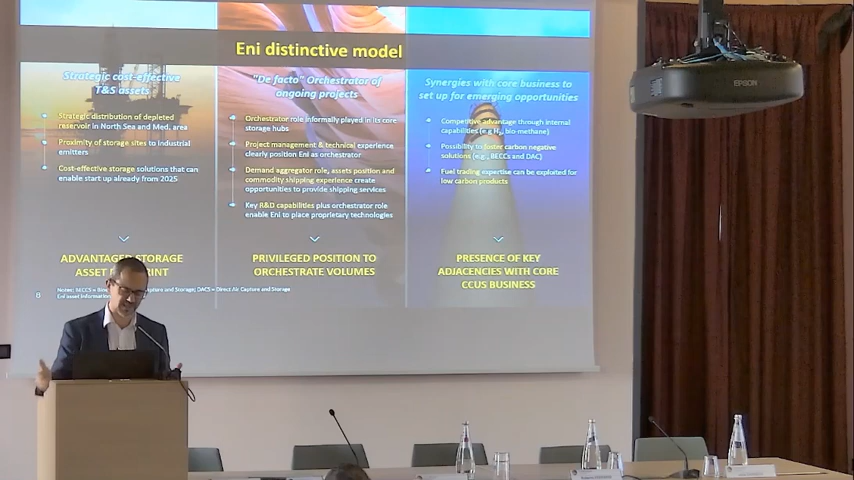 Eni distinctive model
Strategic cost-effective
T&S assets
Strategic distribution of depleted
reservoir in North Sea and Med. area
Proximity of storage sites to industrial
emitters
Cost-effective storage solutions that can
enable start up already from 2025
ADVANTAGED STORAGE
ASSET
"De facto" Orchestrator of
ongoing projects
Orchestrator role informally played in its core
storage hubs
Project management & technical experience
clearly position Eni as orchestrator
Demand aggregator role, assets position and
commodity shipping experience create
opportunities to provide shipping services
Key R&D capabilities plus orchestrator role
enable Eni to place proprietary technologies
PRIVILEGED POSITION TO
ORCHESTRATE VOLUMES
Synergies with core business to
set up for emerging opportunities
Competitive advantage through internal
capabilities (e.g H₂, bio-methane)
Possibility to foster carbon negative
solutions (e.g., BECCs and DAC)
Fuel trading expertise can be exploited for
low carbon products
PRESENCE OF KEY
ADJACENCIES WITH CORE
CCUS BUSINESS
8
Notes: BECCS = Capture and Storage; DACS = Direct Air Capture and Storage
Eni asset
EPSON